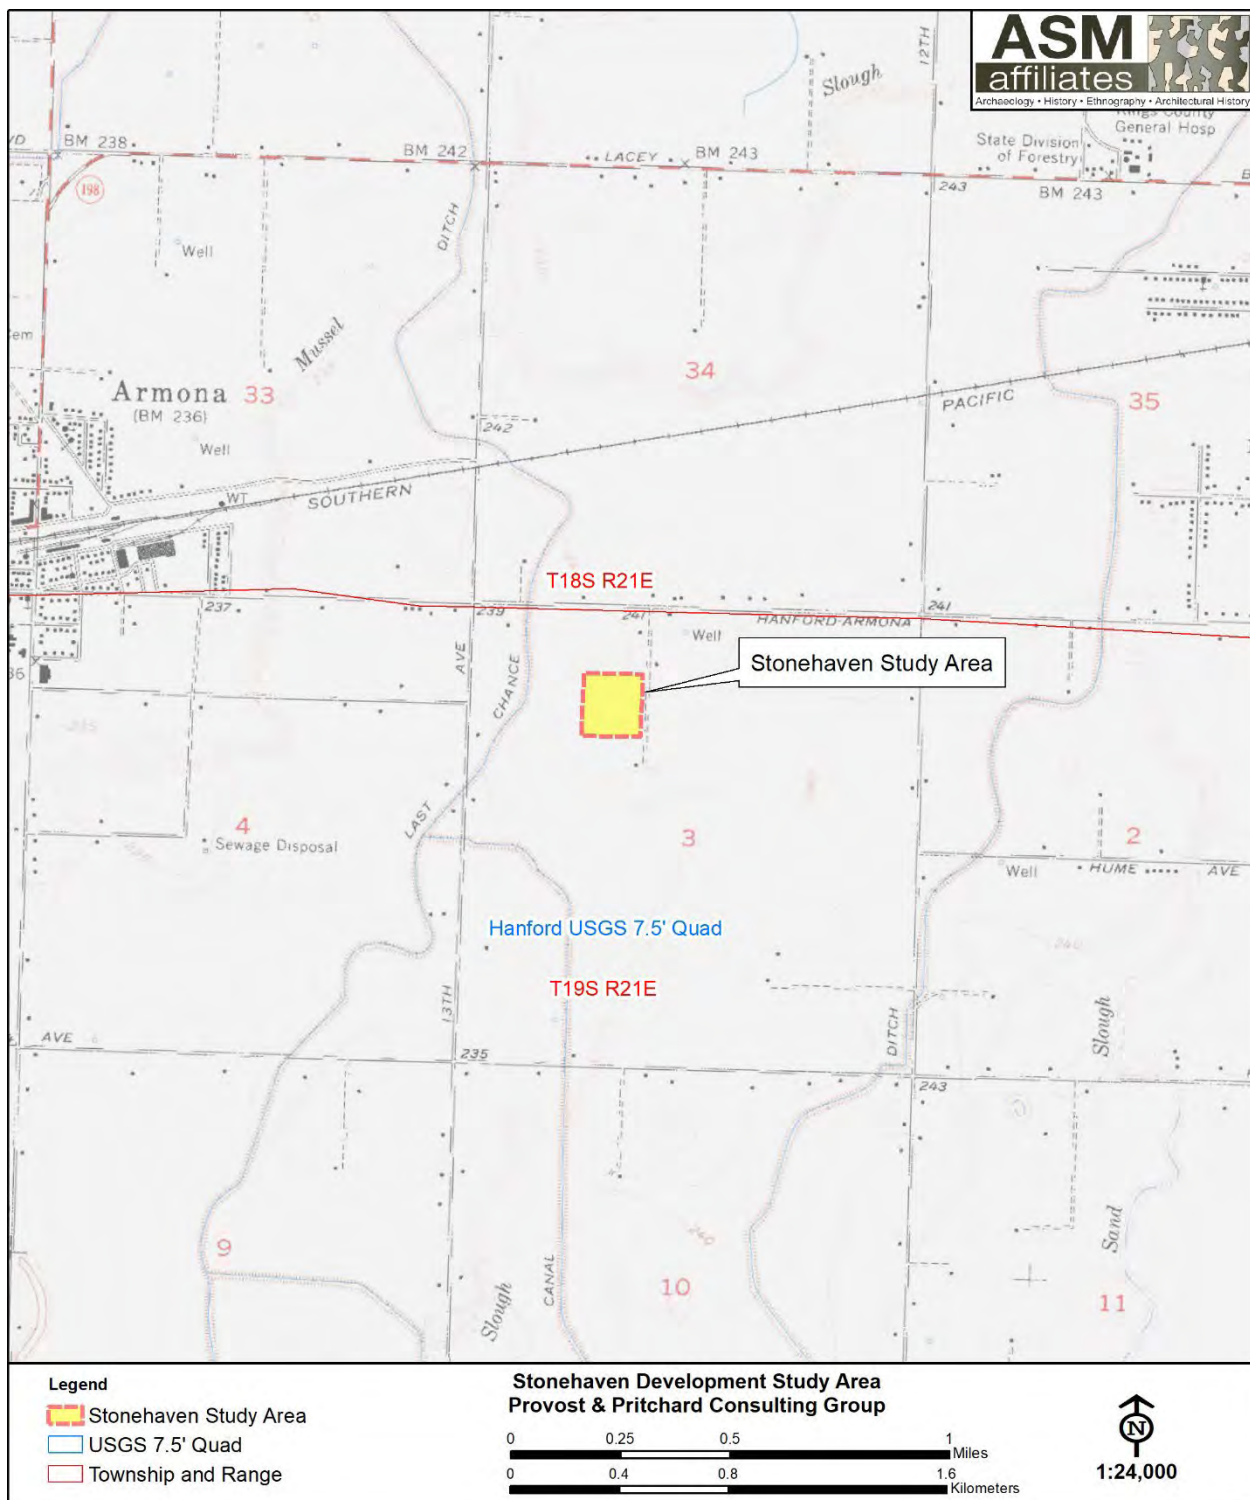 ASM
affiliates
Archaeology • History • Ethnography • Architectural History
12TH
Slough
Kings County
General Hosp
State Division
of Forestry
BM 238
BM 242
LACEY
BM 243
243
BM 243
198
DITCH
Well
Mussel
34
33
Armona
(BM 236)
35
PACIFIC
242
Well
WT
SOUTHERN
T18S R21E
237
239
241
241
HANFORD-ARMONA
Well
Stonehaven Study Area
AVE
CHANCE
235
LAST
4
Sewage Disposal
3
2
Well
HUME
AVE
Hanford USGS 7.5' Quad
240
T19S R21E
13TH
DITCH
Slough
AVE
235
243
9
240
Sand
CANAL
Slough
10
11
Legend
Stonehaven Study Area
USGS 7.5' Quad
Township and Range
Stonehaven Development Study Area
Provost & Pritchard Consulting Group
0 0.25 0.5 1
Miles
0 0.4 0.8 1.6
Kilometers
N
1:24,000